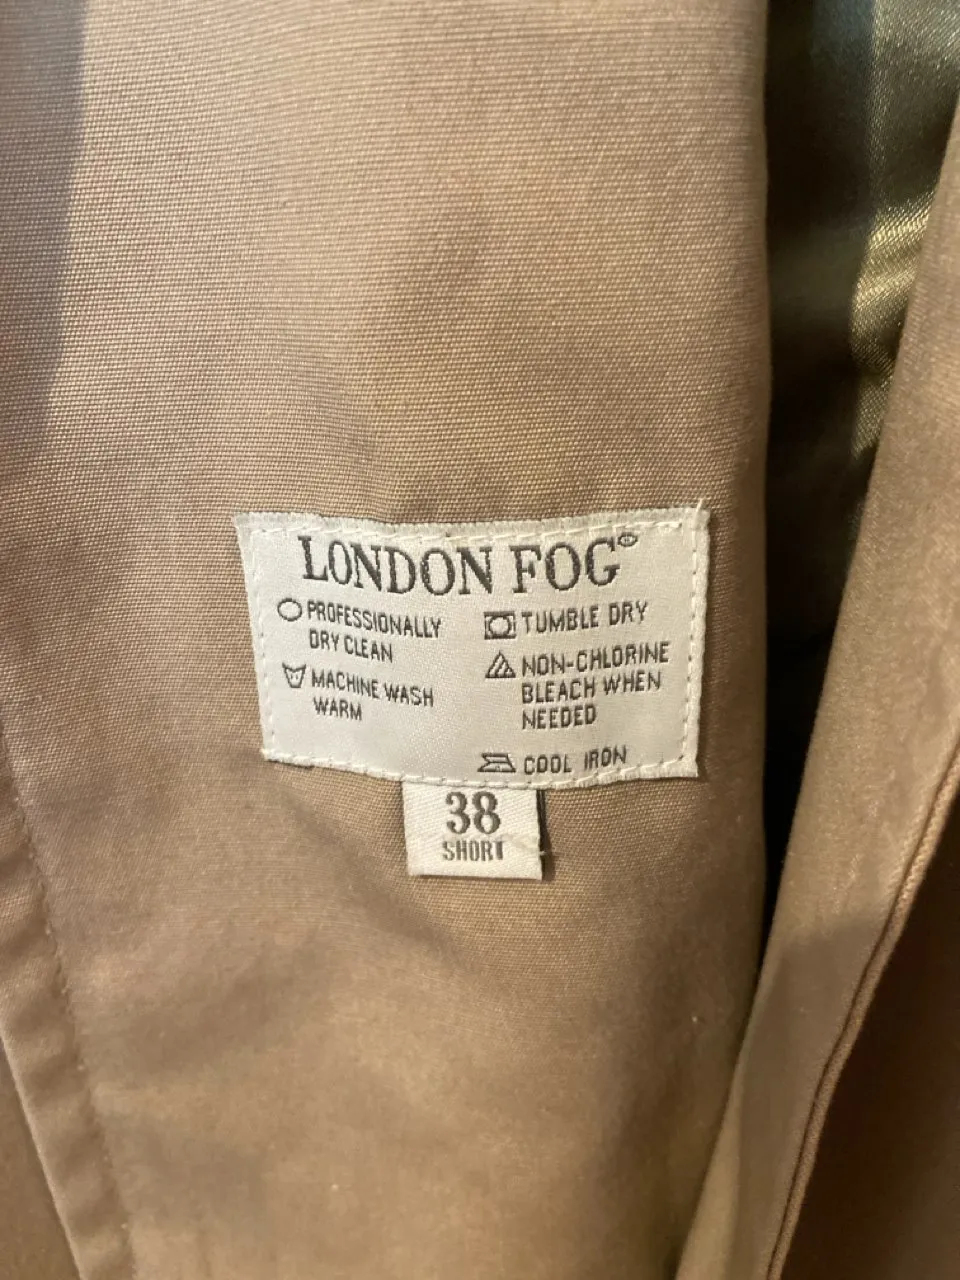 LONDON FOG®
PROFESSIONALLY
DRY CLEAN
MACHINE WASH
WARM
TUMBLE DRY
NON-CHLORINE
BLEACH WHEN
NEEDED
COOL IRON
38
SHORT